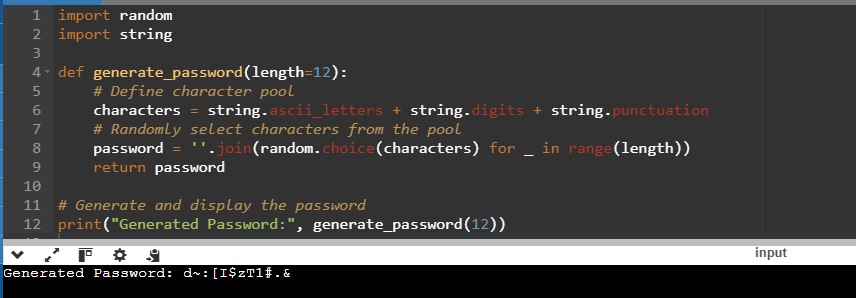 1 import random
2 import string
3
4 def generate_password(length=12):
5     # Define character pool
6     characters = string.ascii_letters + string.digits + string.punctuation
7     # Randomly select characters from the pool
8     password = ''.join(random.choice(characters) for _ in range(length))
9     return password
10
11 # Generate and display the password
12 print("Generated Password:", generate_password(12))
input
Generated Password: d~:[I$zT1#.&